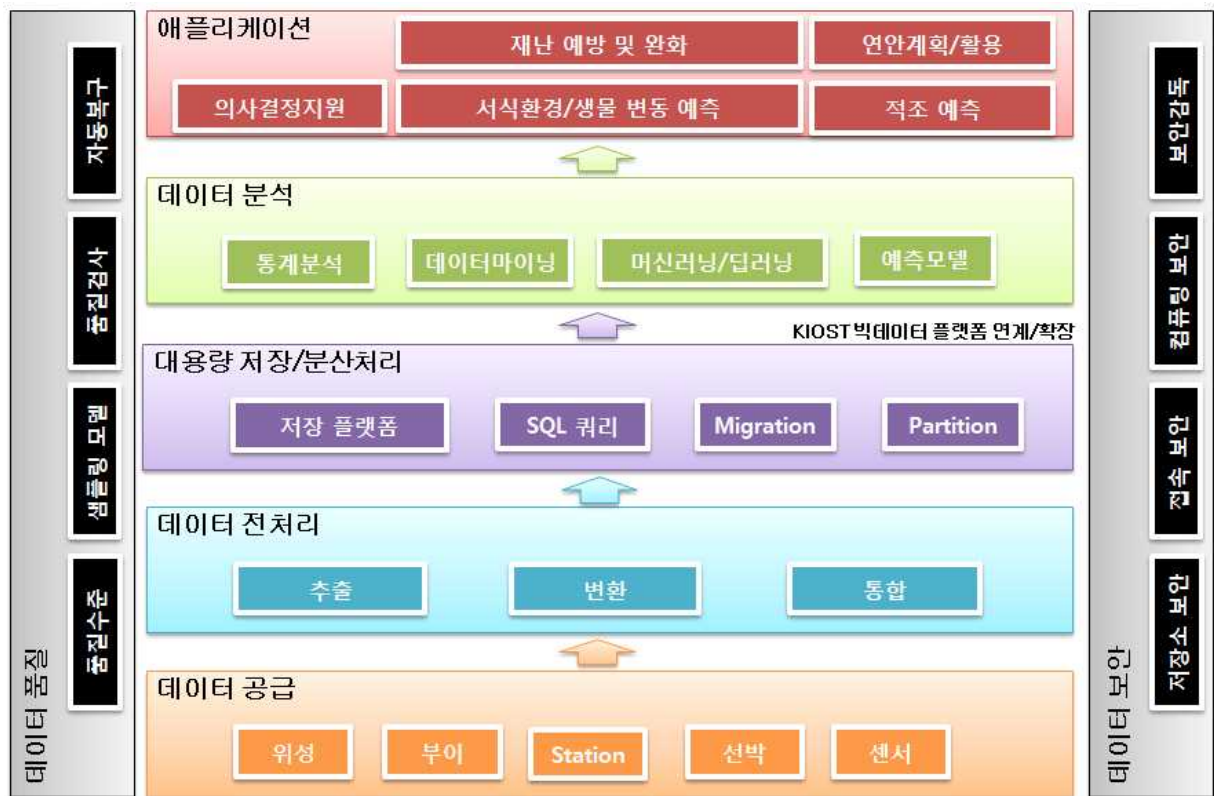 애플리케이션
재난 예방 및 완화
연안계획/활용
의사결정지원
서식환경/생물 변동 예측
적조 예측
데이터 분석
통계분석
데이터마이닝
머신러닝/딥러닝
예측모델
KIOST 빅데이터 플랫폼 연계/확장
대용량 저장/분산처리
저장 플랫폼
SQL 쿼리
Migration
Partition
데이터 전처리
추출
변환
통합
데이터 공급
위성
부이
Station
선박
센서
데이터 품질
자동복구
품질검사
샘플링 모델
품질수준
데이터 보안
보안감독
컴퓨팅 보안
접속 보안
저장소 보안